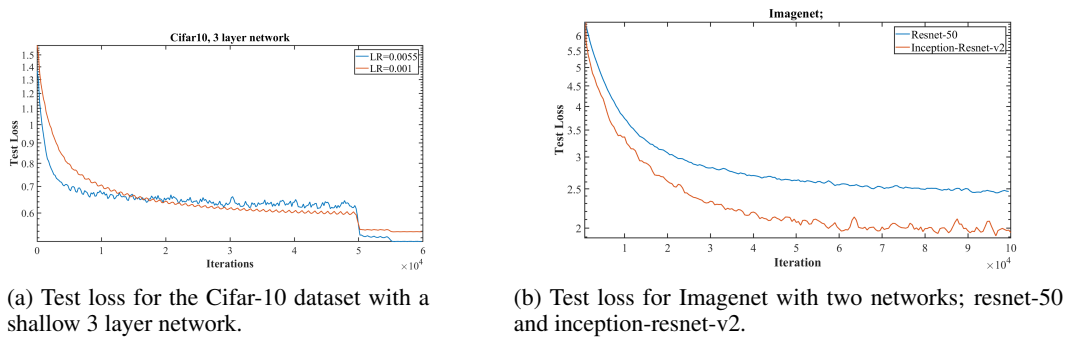 Cifar10, 3 layer network
1.5
1.4
1.3
1.2
1.1
1
0.9
0.8
0.7
0.6
Test Loss
LR=0.0055
LR=0.001
0 1 2 3 4 5 6
Iterations
×10^4
(a) Test loss for the Cifar-10 dataset with a
shallow 3 layer network.
Imagenet;
6.5
6
5.5
5
4.5
4
3.5
3
2.5
2
Test Loss
Resnet-50
Inception-Resnet-v2
1 2 3 4 5 6 7 8 9 10
Iteration
×10^4
(b) Test loss for Imagenet with two networks; resnet-50
and inception-resnet-v2.